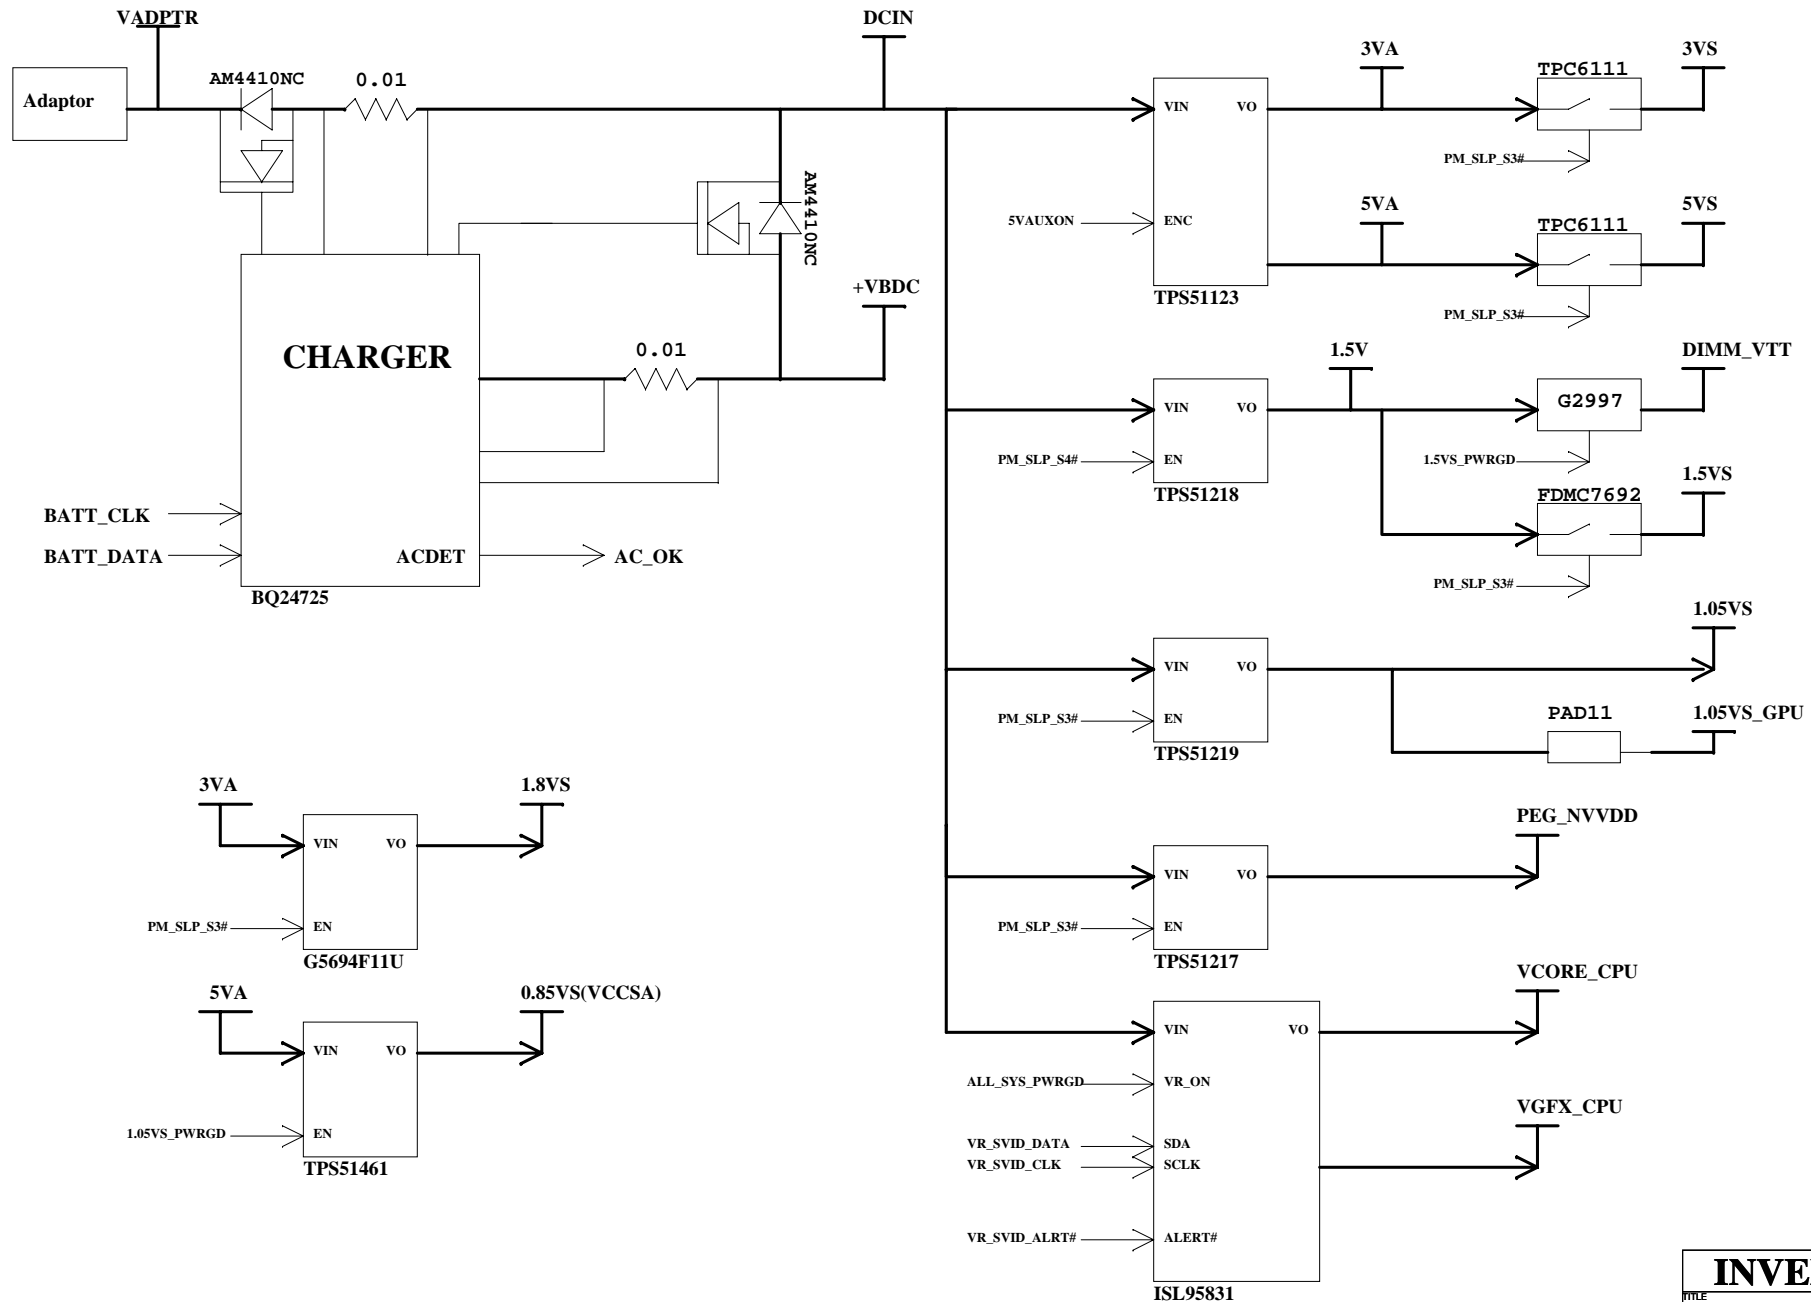 VADPTR
Adaptor
AM4410NC
0.01
DCIN
AM4410NC
+VBDC
CHARGER
0.01
BATT_CLK
BATT_DATA
ACDET
AC_OK
BQ24725
3VA
1.8VS
VIN
VO
PM_SLP_S3#
EN
G5694F11U
5VA
0.85VS(VCCSA)
VIN
VO
1.05VS_PWRGD
EN
TPS51461
3VA
TPC6111
3VS
VIN
VO
PM_SLP_S3#
5VAUXON
ENC
5VA
TPC6111
5VS
TPS51123
PM_SLP_S3#
1.5V
DIMM_VTT
VIN
VO
G2997
PM_SLP_S4#
EN
1.5VS_PWRGD
TPS51218
FDMC7692
1.5VS
PM_SLP_S3#
1.05VS
VIN
VO
PM_SLP_S3#
EN
PAD11
1.05VS_GPU
TPS51219
PEG_NVVDD
VIN
VO
PM_SLP_S3#
EN
TPS51217
VCORE_CPU
VIN
VO
ALL_SYS_PWRGD
VR_ON
VGFX_CPU
VR_SVID_DATA
SDA
VR_SVID_CLK
SCLK
VR_SVID_ALRT#
ALERT#
ISL95831
INVE
TITLE